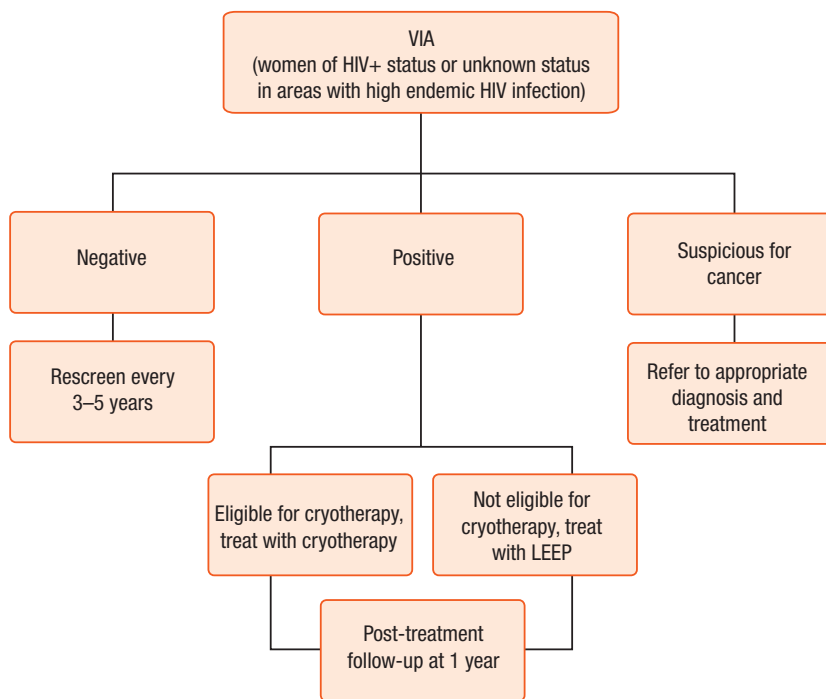 VIA
(women of HIV+ status or unknown status
in areas with high endemic HIV infection)
Negative
Positive
Suspicious for
cancer
Rescreen every
3–5 years
Refer to appropriate
diagnosis and
treatment
Eligible for cryotherapy,
treat with cryotherapy
Not eligible for
cryotherapy, treat
with LEEP
Post-treatment
follow-up at 1 year